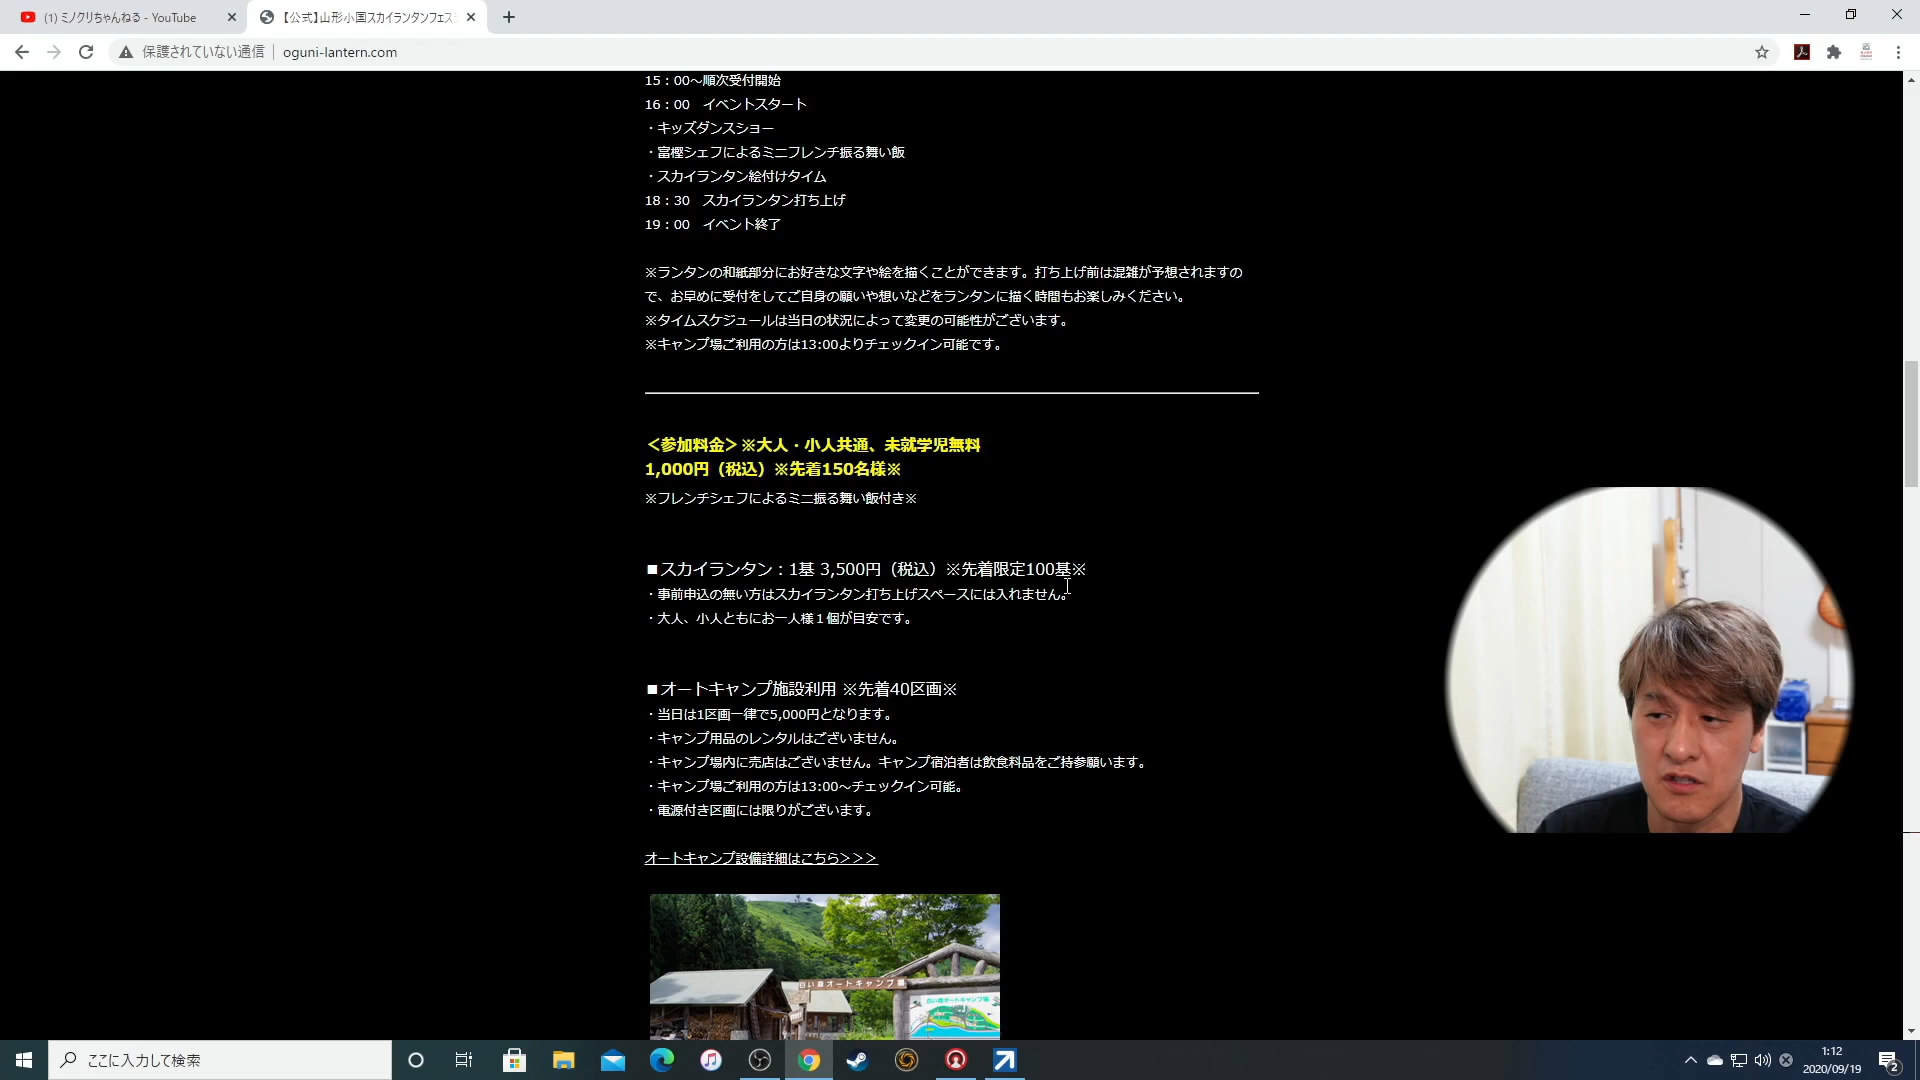 (1) ミノクリちゃんねる - YouTube
【公式】山形小国スカイランタンフェス
保護されていない通信
oguni-lantern.com
15：00～順次受付開始
16：00　イベントスタート
・キッズダンスショー
・富樫シェフによるミニフレンチ振る舞い飯
・スカイランタン絵付けタイム
18：30　スカイランタン打ち上げ
19：00　イベント終了
※ランタンの和紙部分にお好きな文字や絵を描くことができます。打ち上げ前は混雑が予想されますの
で、お早めに受付をしてご自身の願いや想いなどをランタンに描く時間もお楽しみください。
※タイムスケジュールは当日の状況によって変更の可能性がございます。
※キャンプ場ご利用の方は13:00よりチェックイン可能です。
＜参加料金＞※大人・小人共通、未就学児無料
1,000円（税込）※先着150名様※
※フレンチシェフによるミニ振る舞い飯付き※
■スカイランタン：1基 3,500円（税込）※先着限定100基※
・事前申込の無い方はスカイランタン打ち上げスペースには入れません。
・大人、小人ともにお一人様１個が目安です。
■オートキャンプ施設利用 ※先着40区画※
・当日は1区画一律で5,000円となります。
・キャンプ用品のレンタルはございません。
・キャンプ場内に売店はございません。キャンプ宿泊者は飲食料品をご持参願います。
・キャンプ場ご利用の方は13:00～チェックイン可能。
・電源付き区画には限りがございます。
オートキャンプ設備詳細はこちら＞＞＞
白い森オートキャンプ場
白い森オートキャンプ場
ここに入力して検索
1:12
2020/09/19
2